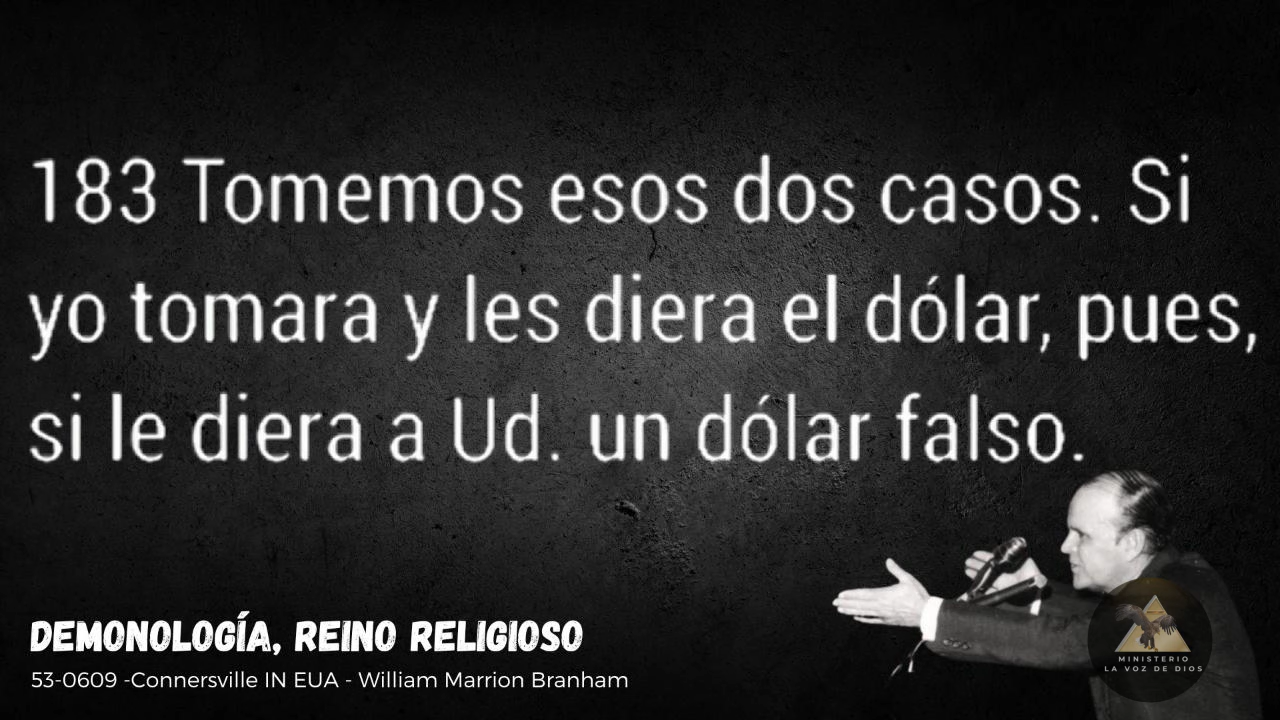 183 Tomemos esos dos casos. Si
yo tomara y les diera el dólar, pues,
si le diera a Ud. un dólar falso.
DEMONOLOGÍA, REINO RELIGIOSO
53-0609 -Connersville IN EUA - William Marrion Branham
MINISTERIO
LA VOZ DE DIOS